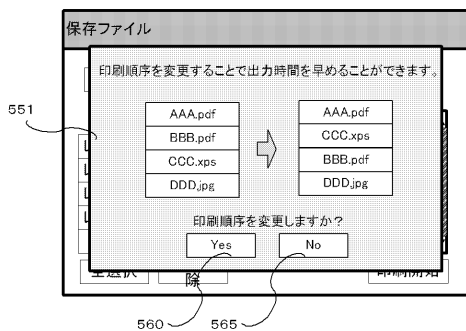 保存ファイル
印刷順序を変更することで出力時間を早めることができます。
551
AAA.pdf
BBB.pdf
CCC.xps
DDD.jpg
AAA.pdf
CCC.xps
BBB.pdf
DDD.jpg
印刷順序を変更しますか？
Yes
No
除
560
565